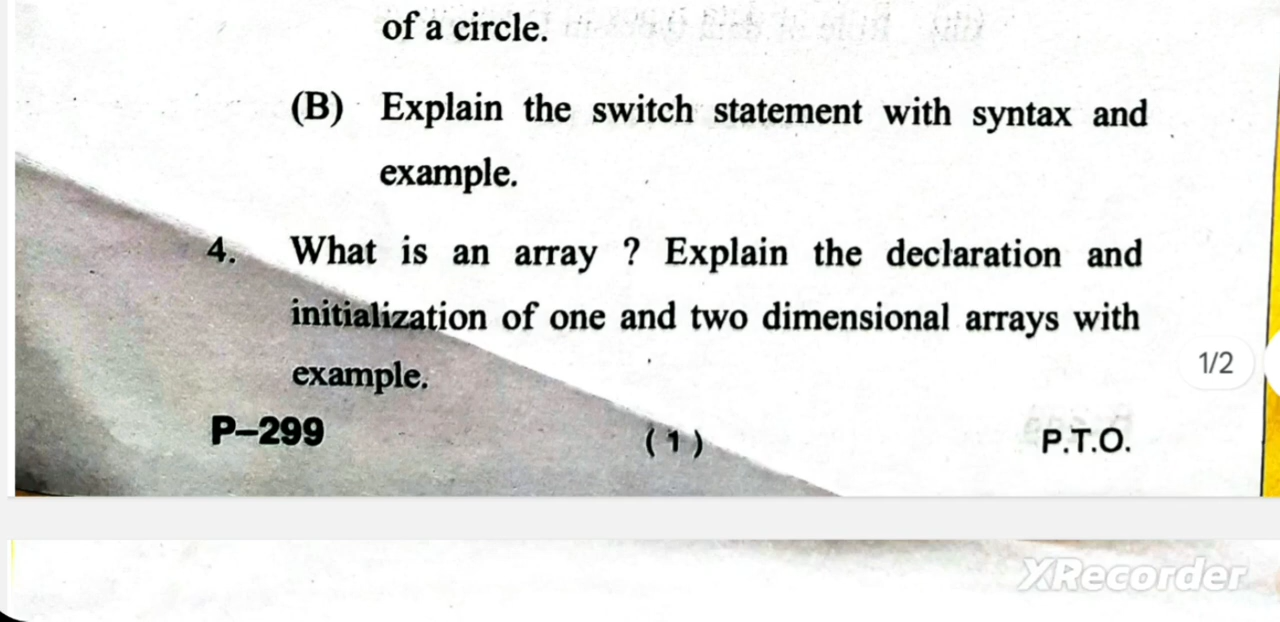 of a circle.
(B) Explain the switch statement with syntax and
example.
4. What is an array ? Explain the declaration and
initialization of one and two dimensional arrays with
example.
P–299 (1) P.T.O.
1/2
XRecorder